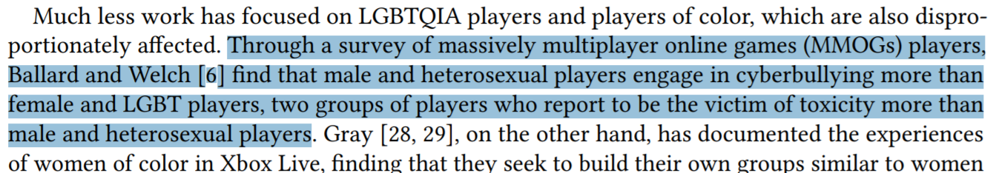 Much less work has focused on LGBTQIA players and players of color, which are also dispro-
portionately affected. Through a survey of massively multiplayer online games (MMOGs) players,
Ballard and Welch [6] find that male and heterosexual players engage in cyberbullying more than
female and LGBT players, two groups of players who report to be the victim of toxicity more than
male and heterosexual players. Gray [28, 29], on the other hand, has documented the experiences
of women of color in Xbox Live, finding that they seek to build their own groups similar to women